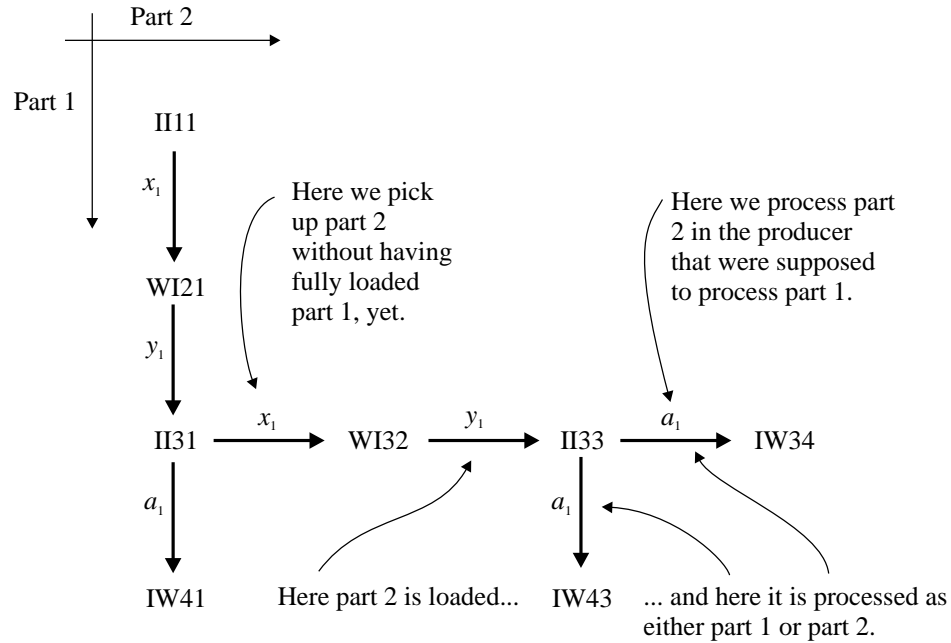 Part 2
Part 1
II11
x₁
Here we pick
up part 2
without having
fully loaded
part 1, yet.
Here we process part
2 in the producer
that were supposed
to process part 1.
WI21
y₁
II31
x₁
WI32
y₁
II33
a₁
IW34
a₁
a₁
IW41
Here part 2 is loaded...
IW43
... and here it is processed as
either part 1 or part 2.